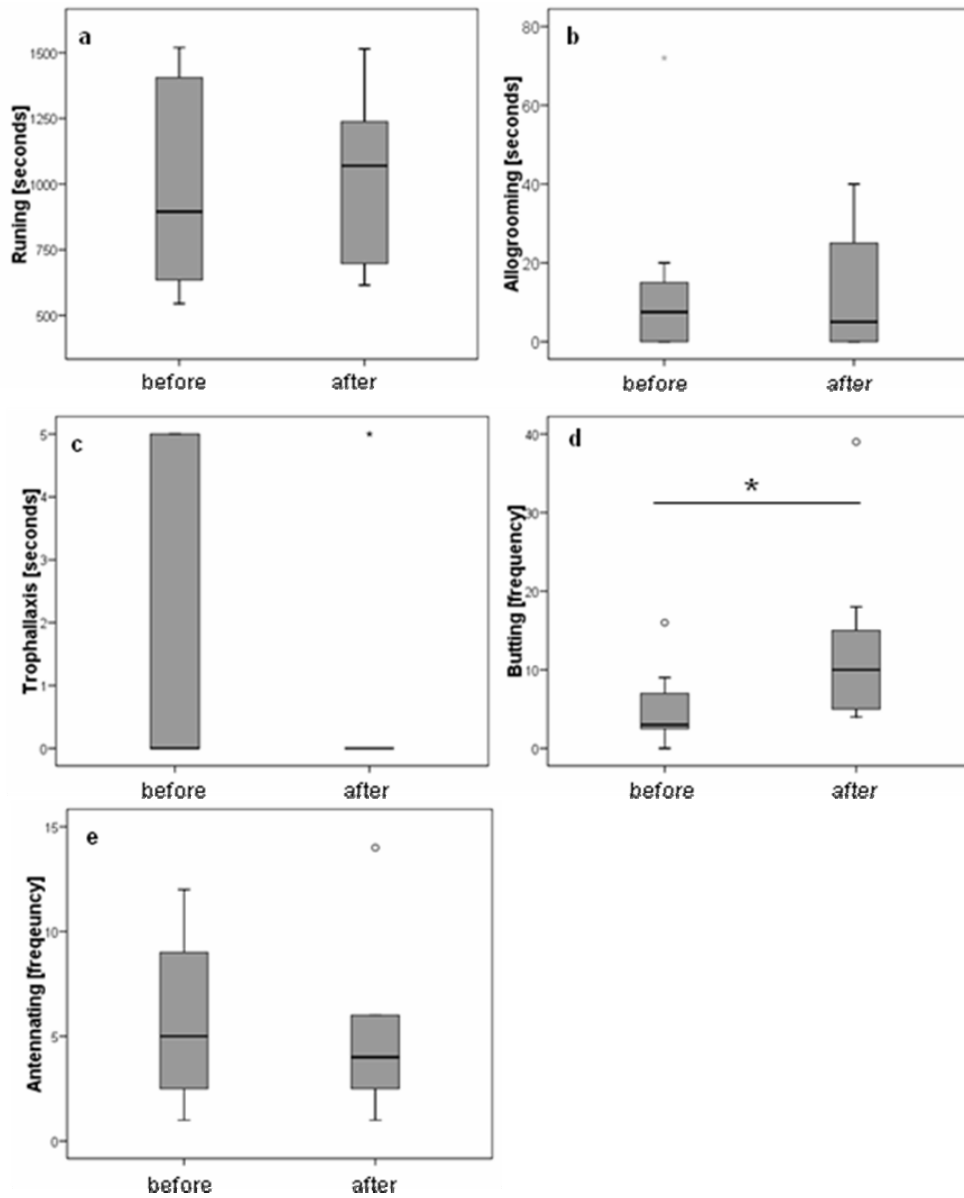 a
Runing [seconds]
1500
1250
1000
750
500
before after
b
Allogrooming [seconds]
80
60
40
20
0
*
before after
c
Trophallaxis [seconds]
5
4
3
2
1
0
*
before after
d
Butting [frequency]
40
30
20
10
0
*
before after
e
Antennating [freqeuncy]
15
10
5
0
before after